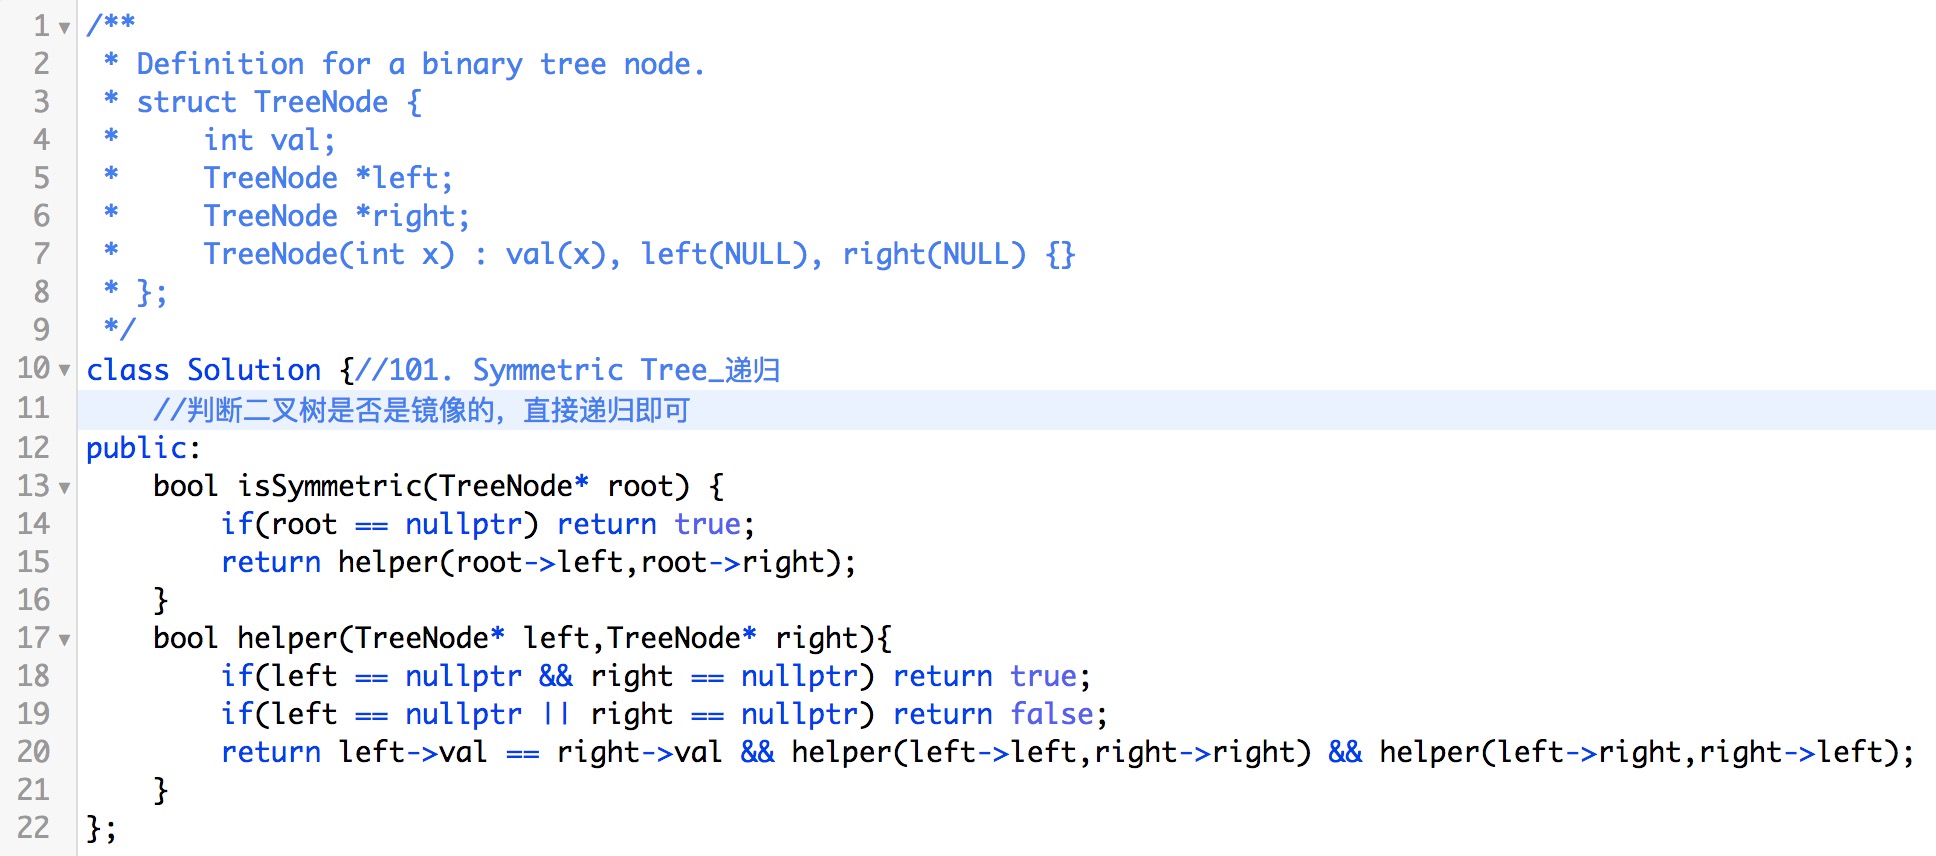 1 /**
2  * Definition for a binary tree node.
3  * struct TreeNode {
4  *     int val;
5  *     TreeNode *left;
6  *     TreeNode *right;
7  *     TreeNode(int x) : val(x), left(NULL), right(NULL) {}
8  * };
9  */
10 class Solution {//101. Symmetric Tree_递归
11     //判断二叉树是否是镜像的，直接递归即可
12 public:
13     bool isSymmetric(TreeNode* root) {
14         if(root == nullptr) return true;
15         return helper(root->left,root->right);
16     }
17     bool helper(TreeNode* left,TreeNode* right){
18         if(left == nullptr && right == nullptr) return true;
19         if(left == nullptr || right == nullptr) return false;
20         return left->val == right->val && helper(left->left,right->right) && helper(left->right,right->left);
21     }
22 };